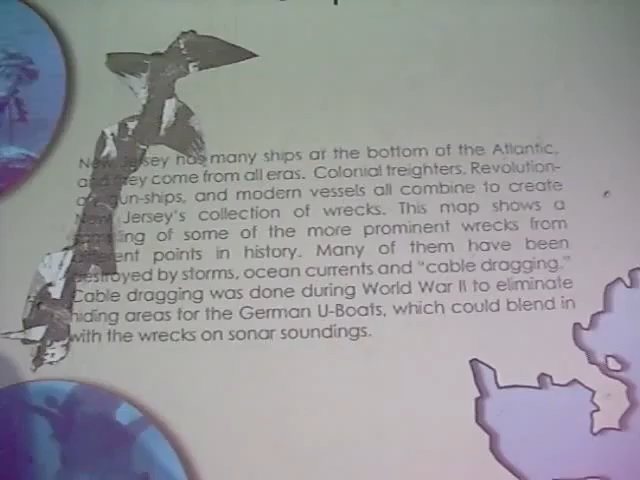 New Jersey has many ships at the bottom of the Atlantic,
and they come from all eras. Colonial freighters, Revolution-
ary gun-ships, and modern vessels all combine to create
New Jersey's collection of wrecks. This map shows a
of some of the more prominent wrecks from
different points in history. Many of them have been
destroyed by storms, ocean currents and "cable dragging."
Cable dragging was done during World War II to eliminate
hiding areas for the German U-Boats, which could blend in
with the wrecks on sonar soundings.